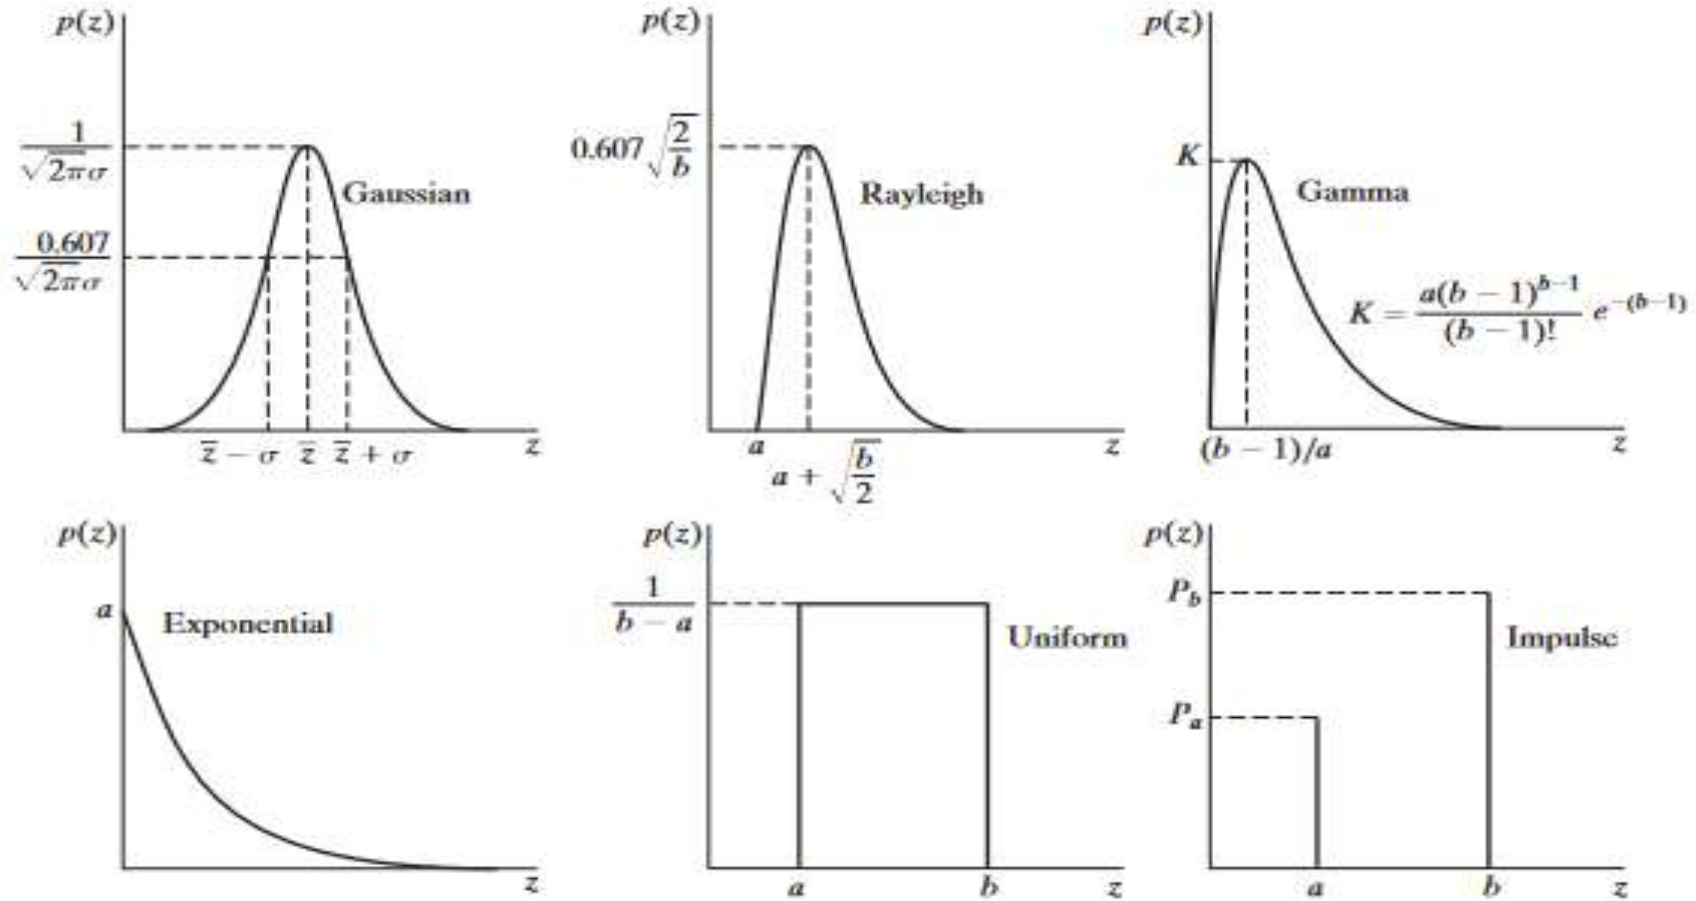 p(z)
1
√2πσ
Gaussian
0.607
√2πσ
z̄ − σ z̄ z̄ + σ
z
p(z)
0.607 √2/b
Rayleigh
a
a + √b/2
z
p(z)
K
Gamma
K = a(b − 1)^{b−1} / (b − 1)! e^{−(b−1)}
(b − 1)/a
z
p(z)
a
Exponential
z
p(z)
1
b − a
Uniform
a
b
z
p(z)
P_b
Impulse
P_a
a
b
z